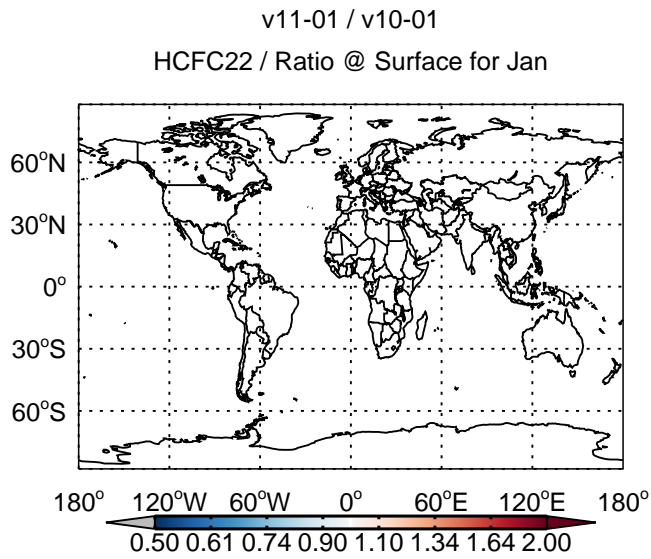 v11-01 / v10-01
HCFC22 / Ratio @ Surface for Jan
60°N
30°N
0°
30°S
60°S
180° 120°W 60°W 0° 60°E 120°E 180°
0.50 0.61 0.74 0.90 1.10 1.34 1.64 2.00